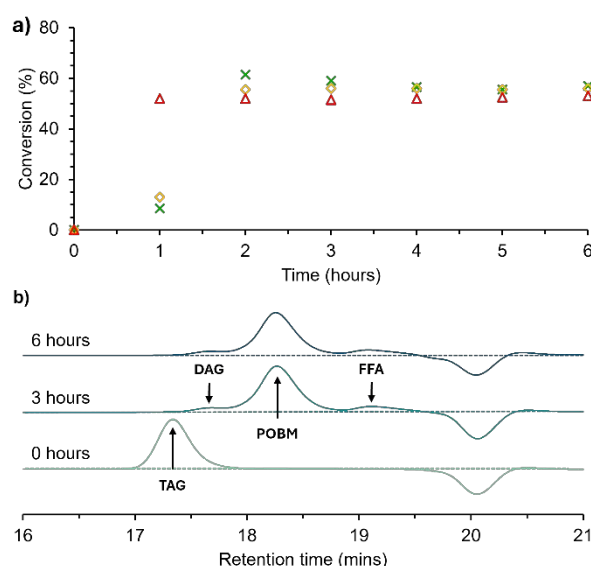 a)
Conversion (%)
80
60
40
20
0
0 1 2 3 4 5 6
Time (hours)
b)
6 hours
DAG FFA
3 hours
POBM
0 hours
TAG
16 17 18 19 20 21
Retention time (mins)